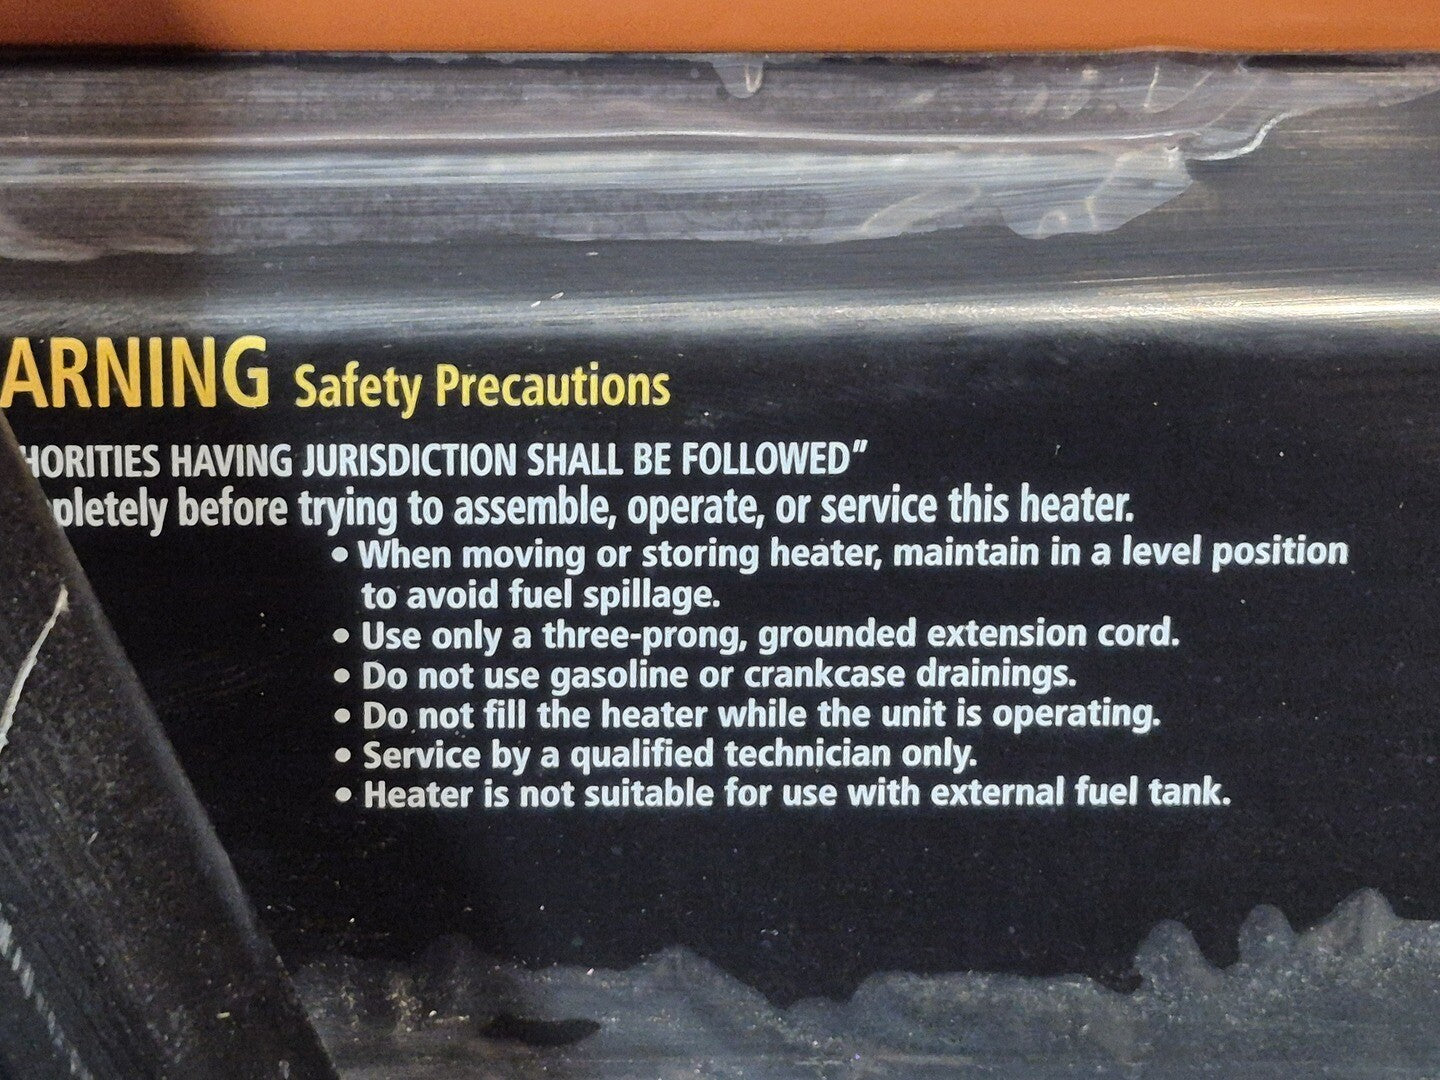 ARNING Safety Precautions
HORITIES HAVING JURISDICTION SHALL BE FOLLOWED”
pletely before trying to assemble, operate, or service this heater.
• When moving or storing heater, maintain in a level position
to avoid fuel spillage.
• Use only a three-prong, grounded extension cord.
• Do not use gasoline or crankcase drainings.
• Do not fill the heater while the unit is operating.
• Service by a qualified technician only.
• Heater is not suitable for use with external fuel tank.